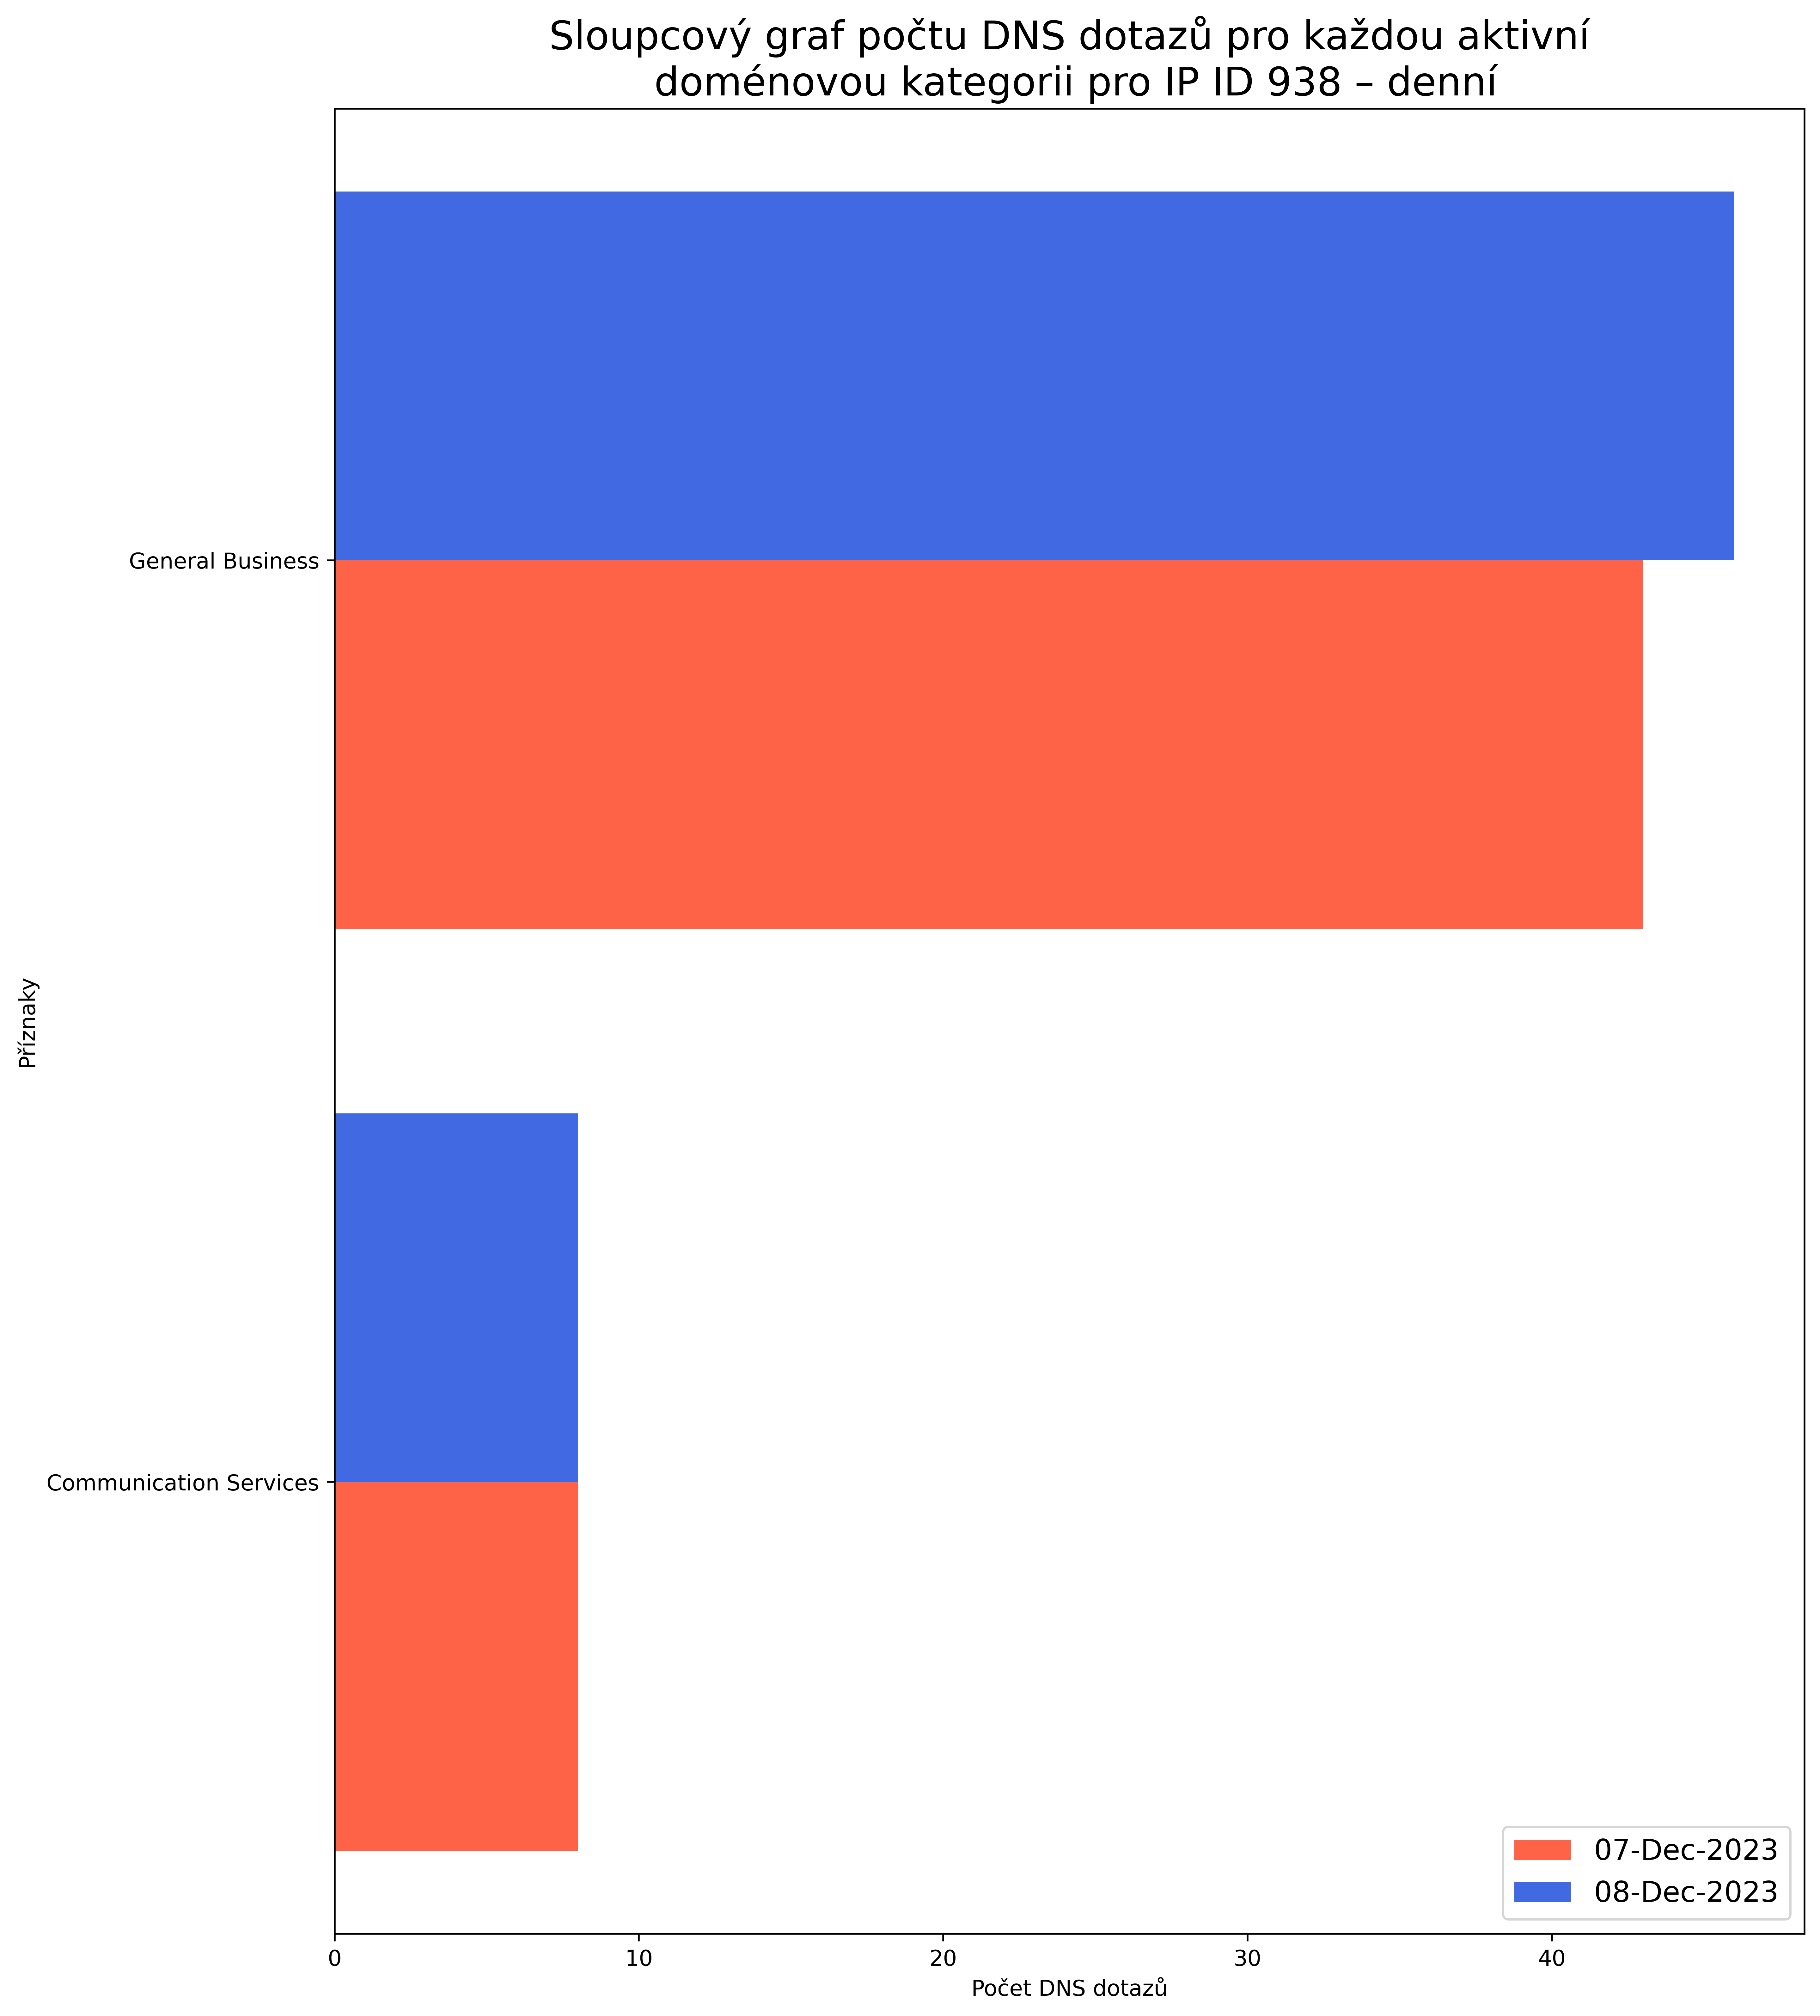 Sloupcový graf počtu DNS dotazů pro každou aktivní
doménovou kategorii pro IP ID 938 – denní
General Business
Příznaky
Communication Services
07-Dec-2023
08-Dec-2023
0 10 20 30 40
Počet DNS dotazů